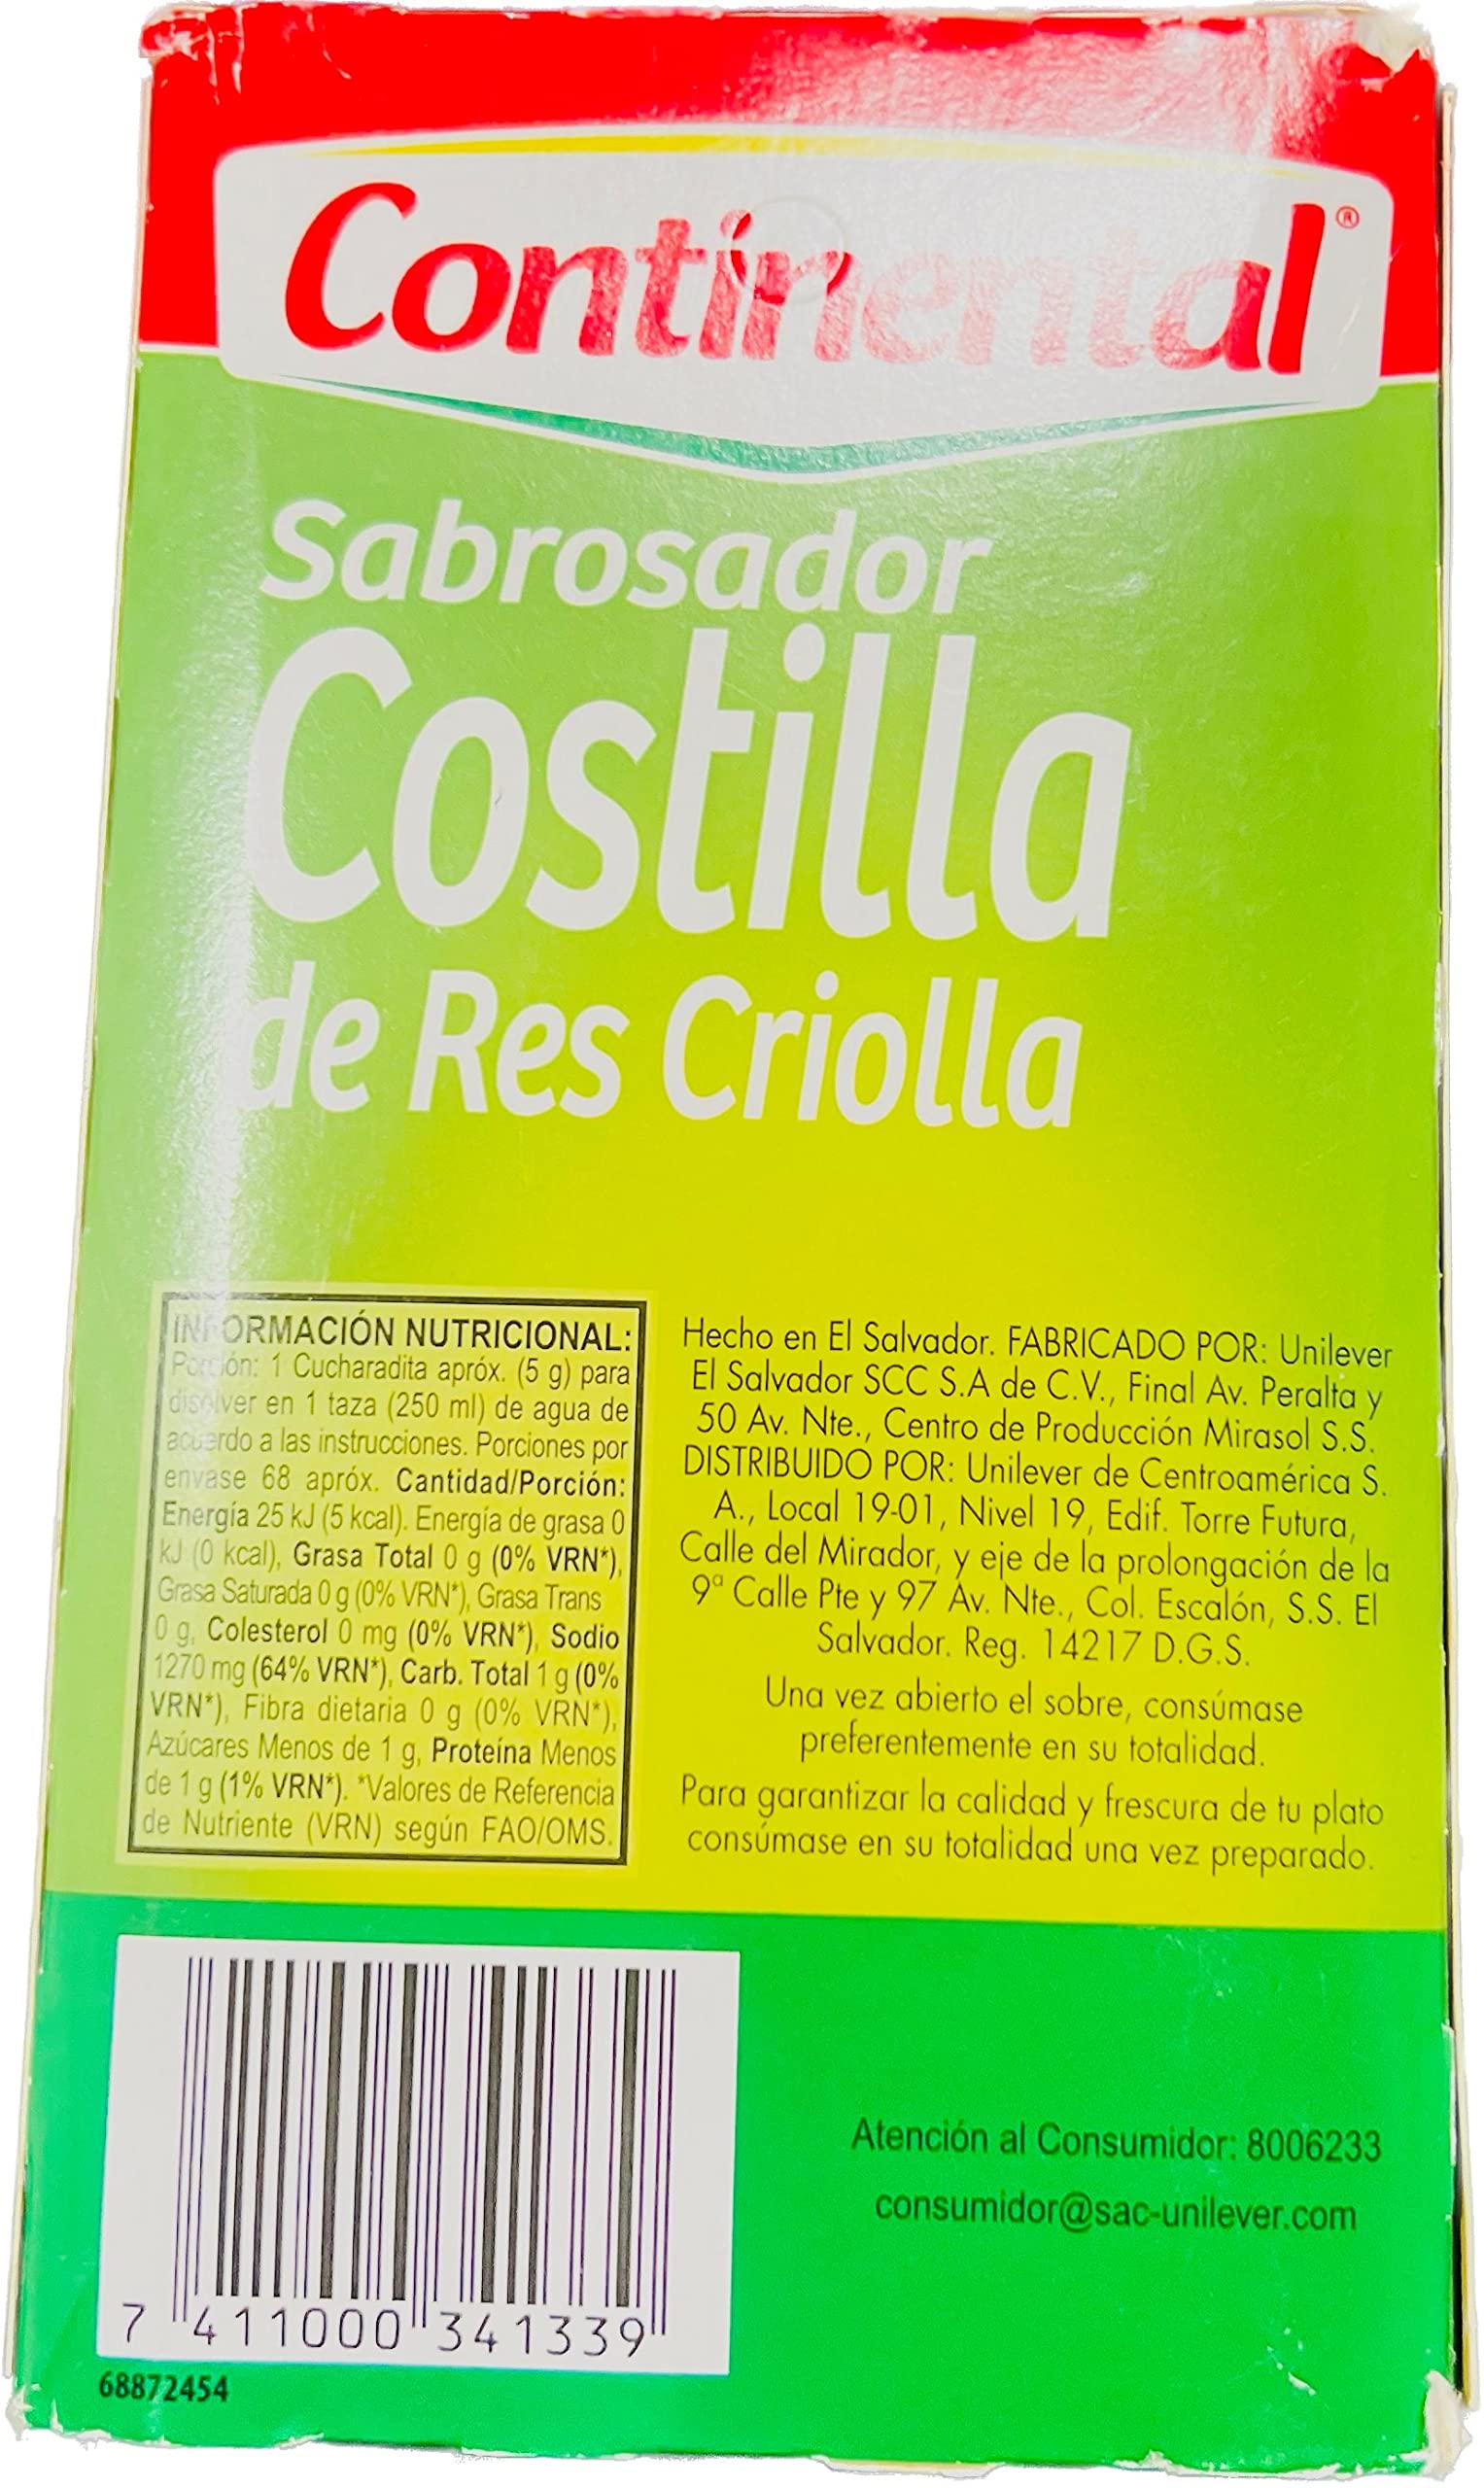 Continental®
Sabrosador
Costilla
de Res Criolla
INFORMACIÓN NUTRICIONAL:
Porción: 1 Cucharadita apróx. (5 g) para
disolver en 1 taza (250 ml) de agua de
acuerdo a las instrucciones. Porciones por
envase 68 apróx. Cantidad/Porción:
Energía 25 kJ (5 kcal). Energía de grasa 0
kJ (0 kcal), Grasa Total 0 g (0% VRN*),
Grasa Saturada 0 g (0% VRN*), Grasa Trans
0 g, Colesterol 0 mg (0% VRN*), Sodio
1270 mg (64% VRN*), Carb. Total 1 g (0%
VRN*), Fibra dietaria 0 g (0% VRN*),
Azúcares Menos de 1 g, Proteína Menos
de 1 g (1% VRN*). *Valores de Referencia
de Nutriente (VRN) según FAO/OMS.
Hecho en El Salvador. FABRICADO POR: Unilever
El Salvador SCC S.A de C.V., Final Av. Peralta y
50 Av. Nte., Centro de Producción Mirasol S.S.
DISTRIBUIDO POR: Unilever de Centroamérica S.
A., Local 19-01, Nivel 19, Edif. Torre Futura,
Calle del Mirador, y eje de la prolongación de la
9ª Calle Pte y 97 Av. Nte., Col. Escalón, S.S. El
Salvador. Reg. 14217 D.G.S.
Una vez abierto el sobre, consúmase
preferentemente en su totalidad.
Para garantizar la calidad y frescura de tu plato
consúmase en su totalidad una vez preparado.
Atención al Consumidor: 8006233
consumidor@sac-unilever.com
7 411000 341339
68872454